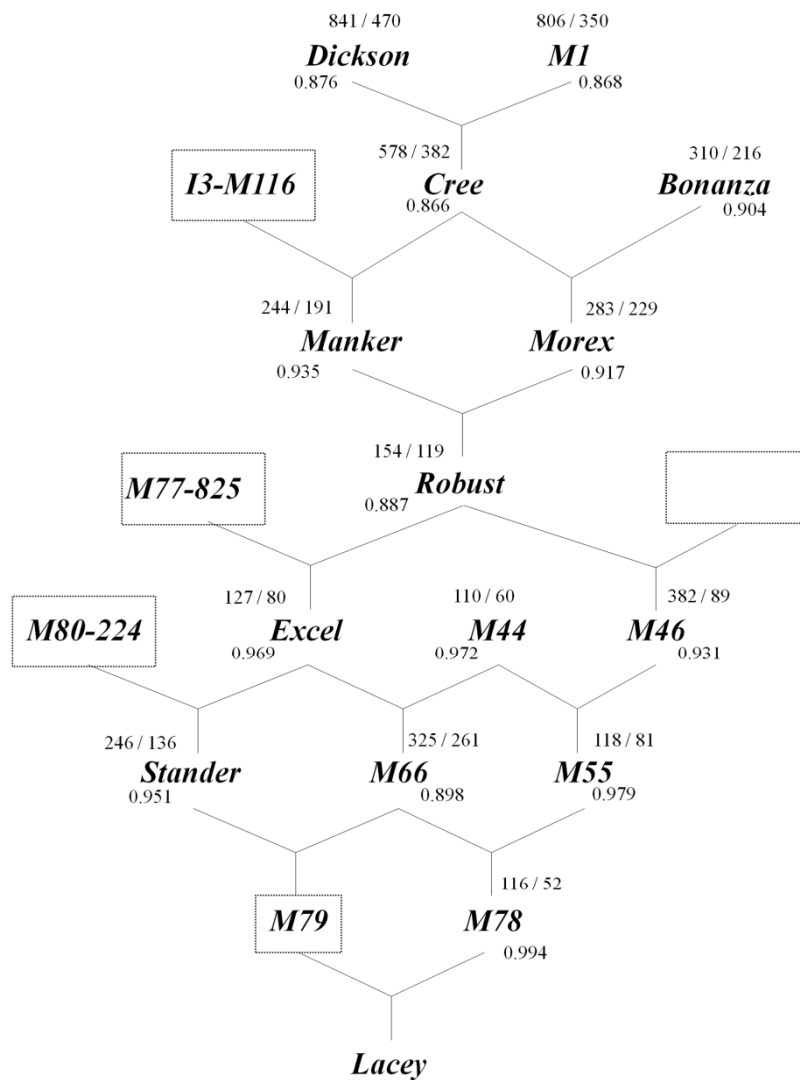 841 / 470 806 / 350
Dickson M1
0.876 0.868
578 / 382 310 / 216
I3-M116 Cree Bonanza
0.866 0.904
244 / 191 283 / 229
Manker Morex
0.935 0.917
154 / 119
M77-825 Robust
0.887
127 / 80 110 / 60 382 / 89
M80-224 Excel M44 M46
0.969 0.972 0.931
246 / 136 325 / 261 118 / 81
Stander M66 M55
0.951 0.898 0.979
116 / 52
M79 M78
0.994
Lacey